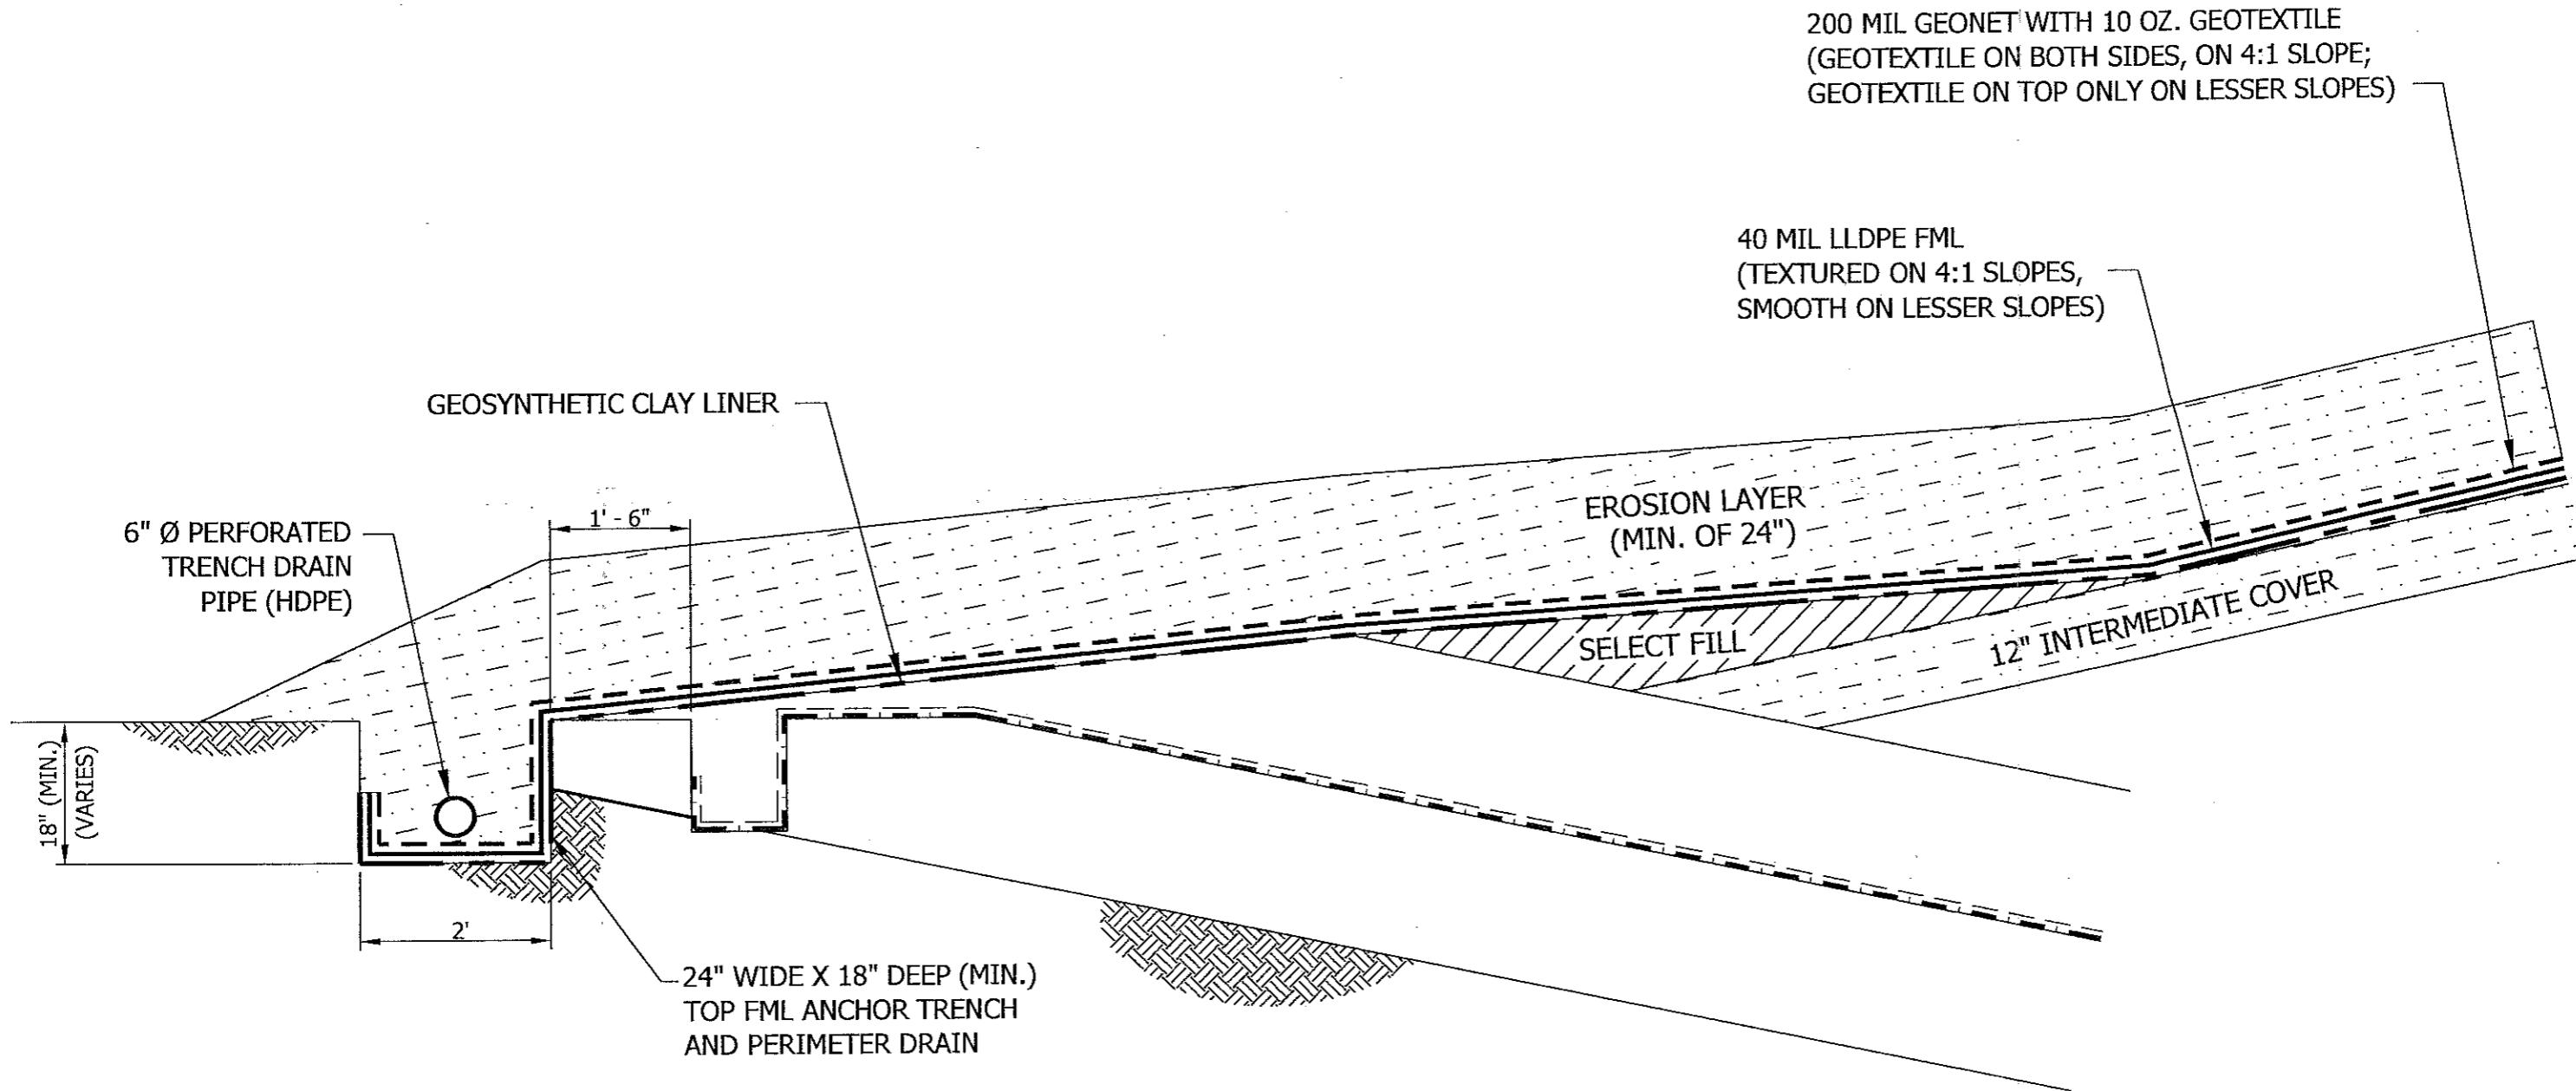 200 MIL GEONET WITH 10 OZ. GEOTEXTILE
(GEOTEXTILE ON BOTH SIDES, ON 4:1 SLOPE;
GEOTEXTILE ON TOP ONLY ON LESSER SLOPES)
40 MIL LLDPE FML
(TEXTURED ON 4:1 SLOPES,
SMOOTH ON LESSER SLOPES)
GEOSYNTHETIC CLAY LINER
6" Ø PERFORATED
TRENCH DRAIN
PIPE (HDPE)
1' - 6"
EROSION LAYER
(MIN. OF 24")
SELECT FILL
12" INTERMEDIATE COVER
18" (MIN.)
(VARIES)
2'
24" WIDE X 18" DEEP (MIN.)
TOP FML ANCHOR TRENCH
AND PERIMETER DRAIN